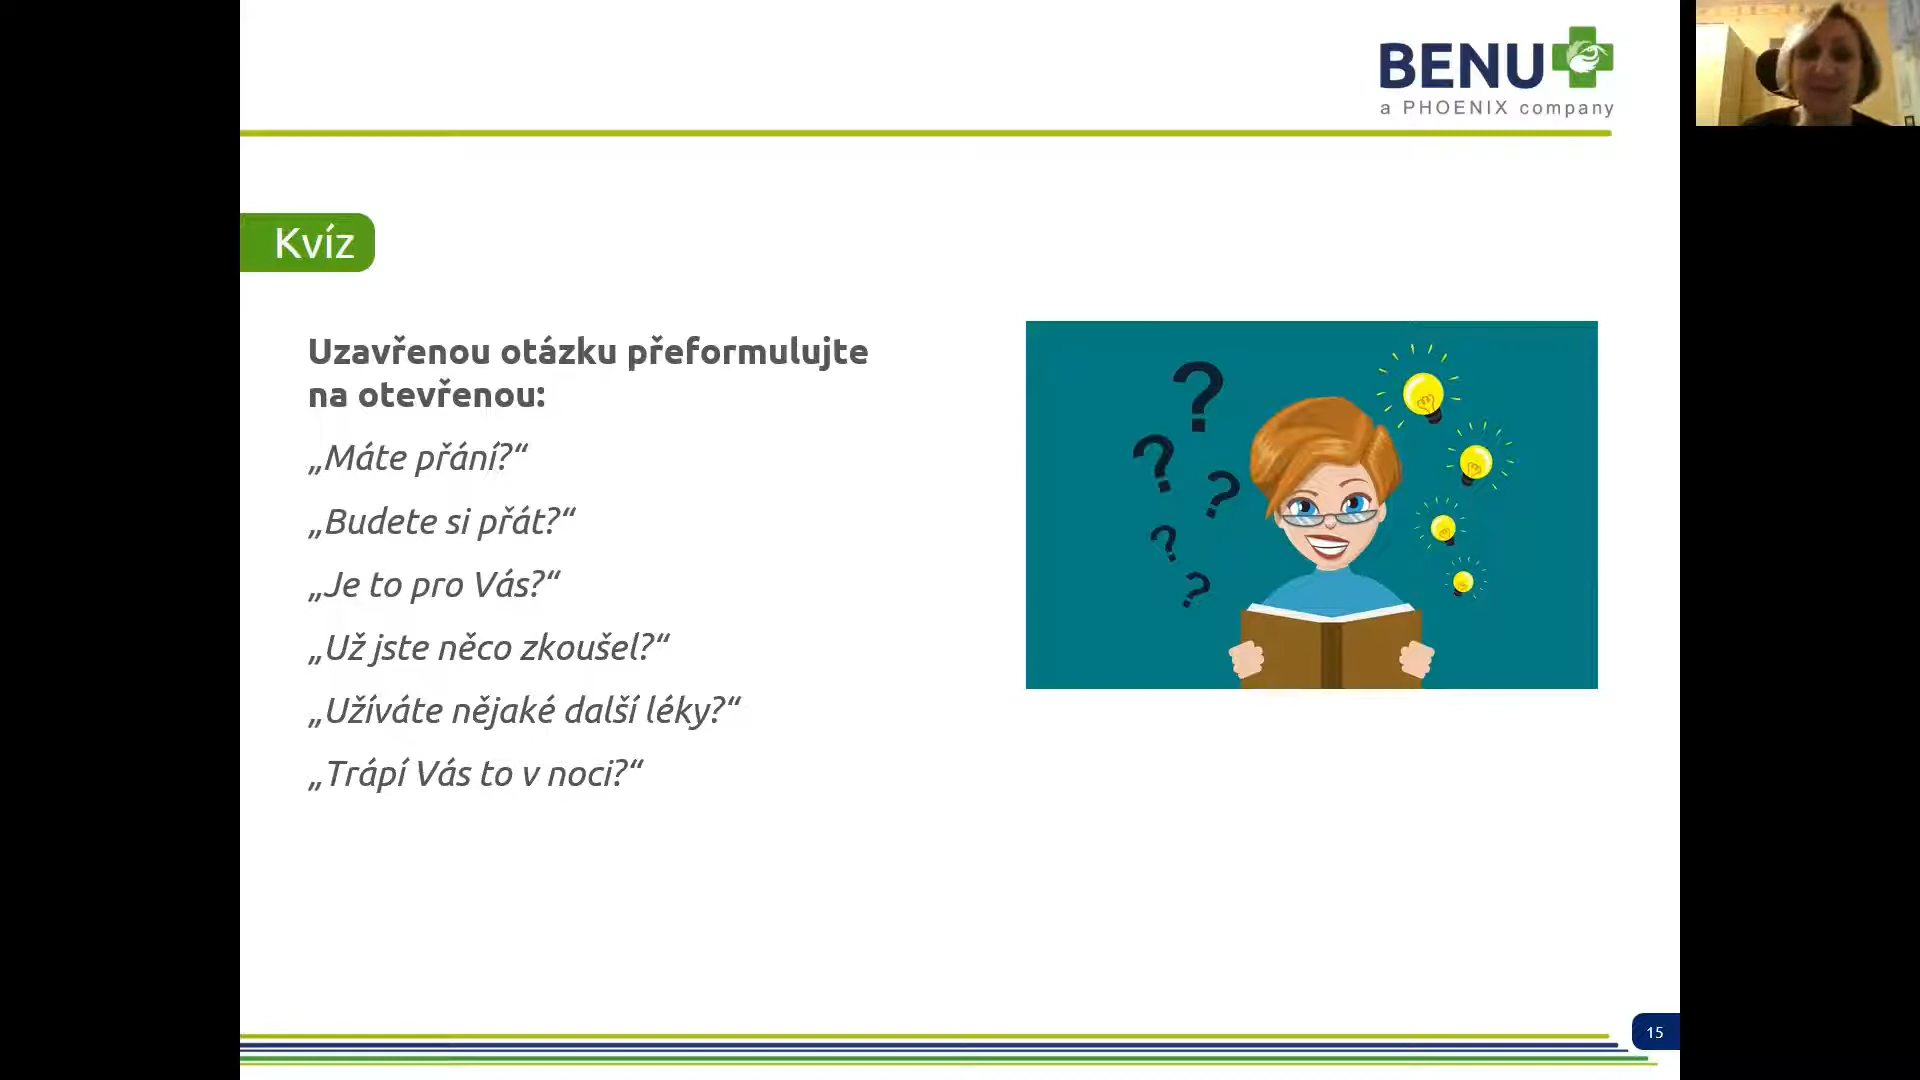 BENU
a PHOENIX company
Kvíz
Uzavřenou otázku přeformulujte
na otevřenou:
„Máte přání?“
„Budete si přát?“
„Je to pro Vás?“
„Už jste něco zkoušel?“
„Užíváte nějaké další léky?“
„Trápí Vás to v noci?“
15